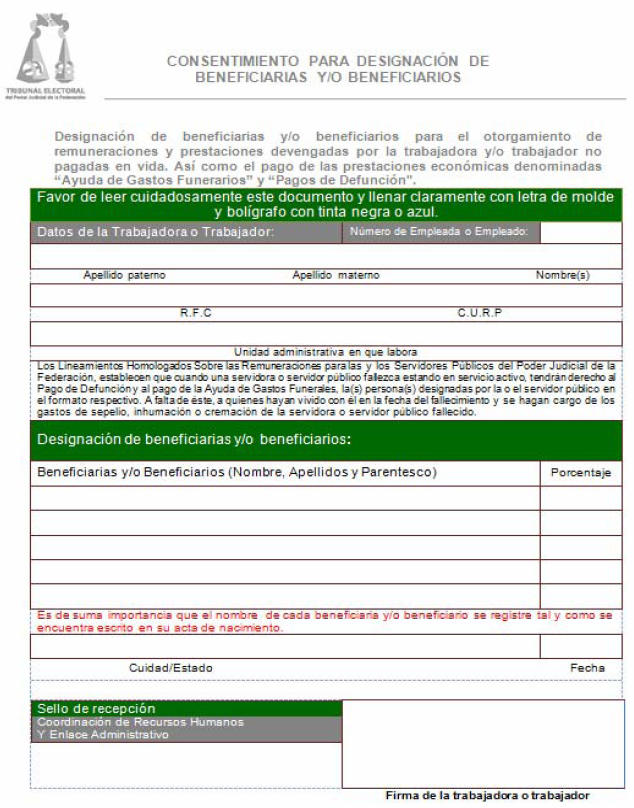 TRIBUNAL ELECTORAL
del Poder Judicial de la Federación
CONSENTIMIENTO PARA DESIGNACIÓN DE
BENEFICIARIAS Y/O BENEFICIARIOS
Designación de beneficiarias y/o beneficiarios para el otorgamiento de
remuneraciones y prestaciones devengadas por la trabajadora y/o trabajador no
pagadas en vida. Así como el pago de las prestaciones económicas denominadas
“Ayuda de Gastos Funerarios” y “Pagos de Defunción”.
Favor de leer cuidadosamente este documento y llenar claramente con letra de molde
y bolígrafo con tinta negra o azul.
Datos de la Trabajadora o Trabajador: Número de Empleada o Empleado:
Apellido paterno Apellido materno Nombre(s)
R.F.C C.U.R.P
Unidad administrativa en que labora
Los Lineamientos Homologados Sobre las Remuneraciones para las y los Servidores Públicos del Poder Judicial de la
Federación, establecen que cuando una servidora o servidor público fallezca estando en servicio activo, tendrán derecho al
Pago de Defunción y al pago de la Ayuda de Gastos Funerales, la(s) persona(s) designadas por la o el servidor público en
el formato respectivo. A falta de éste, a quienes hayan vivido con él en la fecha del fallecimiento y se hagan cargo de los
gastos de sepelio, inhumación o cremación de la servidora o servidor público fallecido.
Designación de beneficiarias y/o beneficiarios:
Beneficiarias y/o Beneficiarios (Nombre, Apellidos y Parentesco) Porcentaje
Es de suma importancia que el nombre de cada beneficiaria y/o beneficiario se registre tal y como se
encuentra escrito en su acta de nacimiento.
Cuidad/Estado Fecha
Sello de recepción
Coordinación de Recursos Humanos
Y Enlace Administrativo
Firma de la trabajadora o trabajador